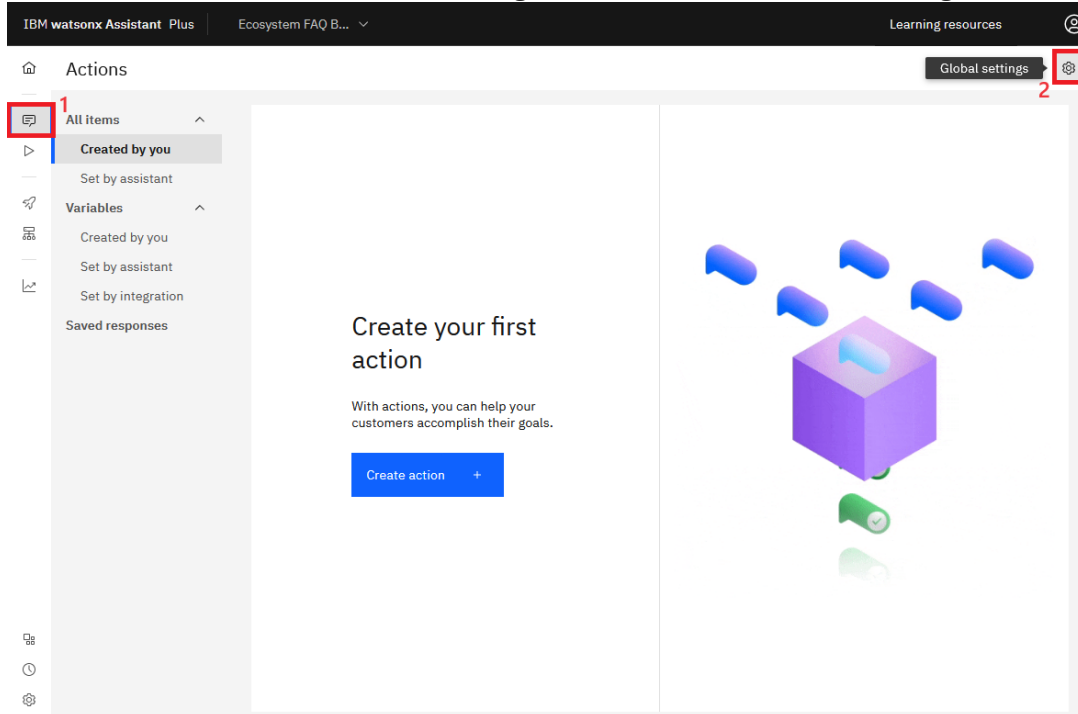 IBM watsonx Assistant Plus
Ecosystem FAQ B...
Learning resources
Actions
Global settings
2
1
All items
Created by you
Set by assistant
Variables
Created by you
Set by assistant
Set by integration
Saved responses
Create your first
action
With actions, you can help your
customers accomplish their goals.
Create action +